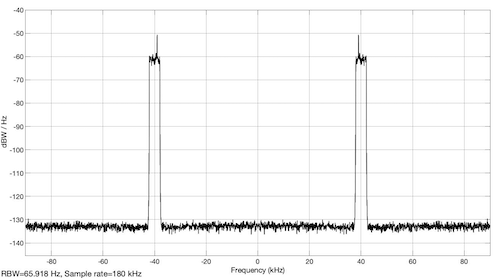 -40
-50
-60
-70
-80
-90
-100
-110
-120
-130
-140
dBW / Hz
-80 -60 -40 -20 0 20 40 60 80
Frequency (kHz)
RBW=65.918 Hz, Sample rate=180 kHz